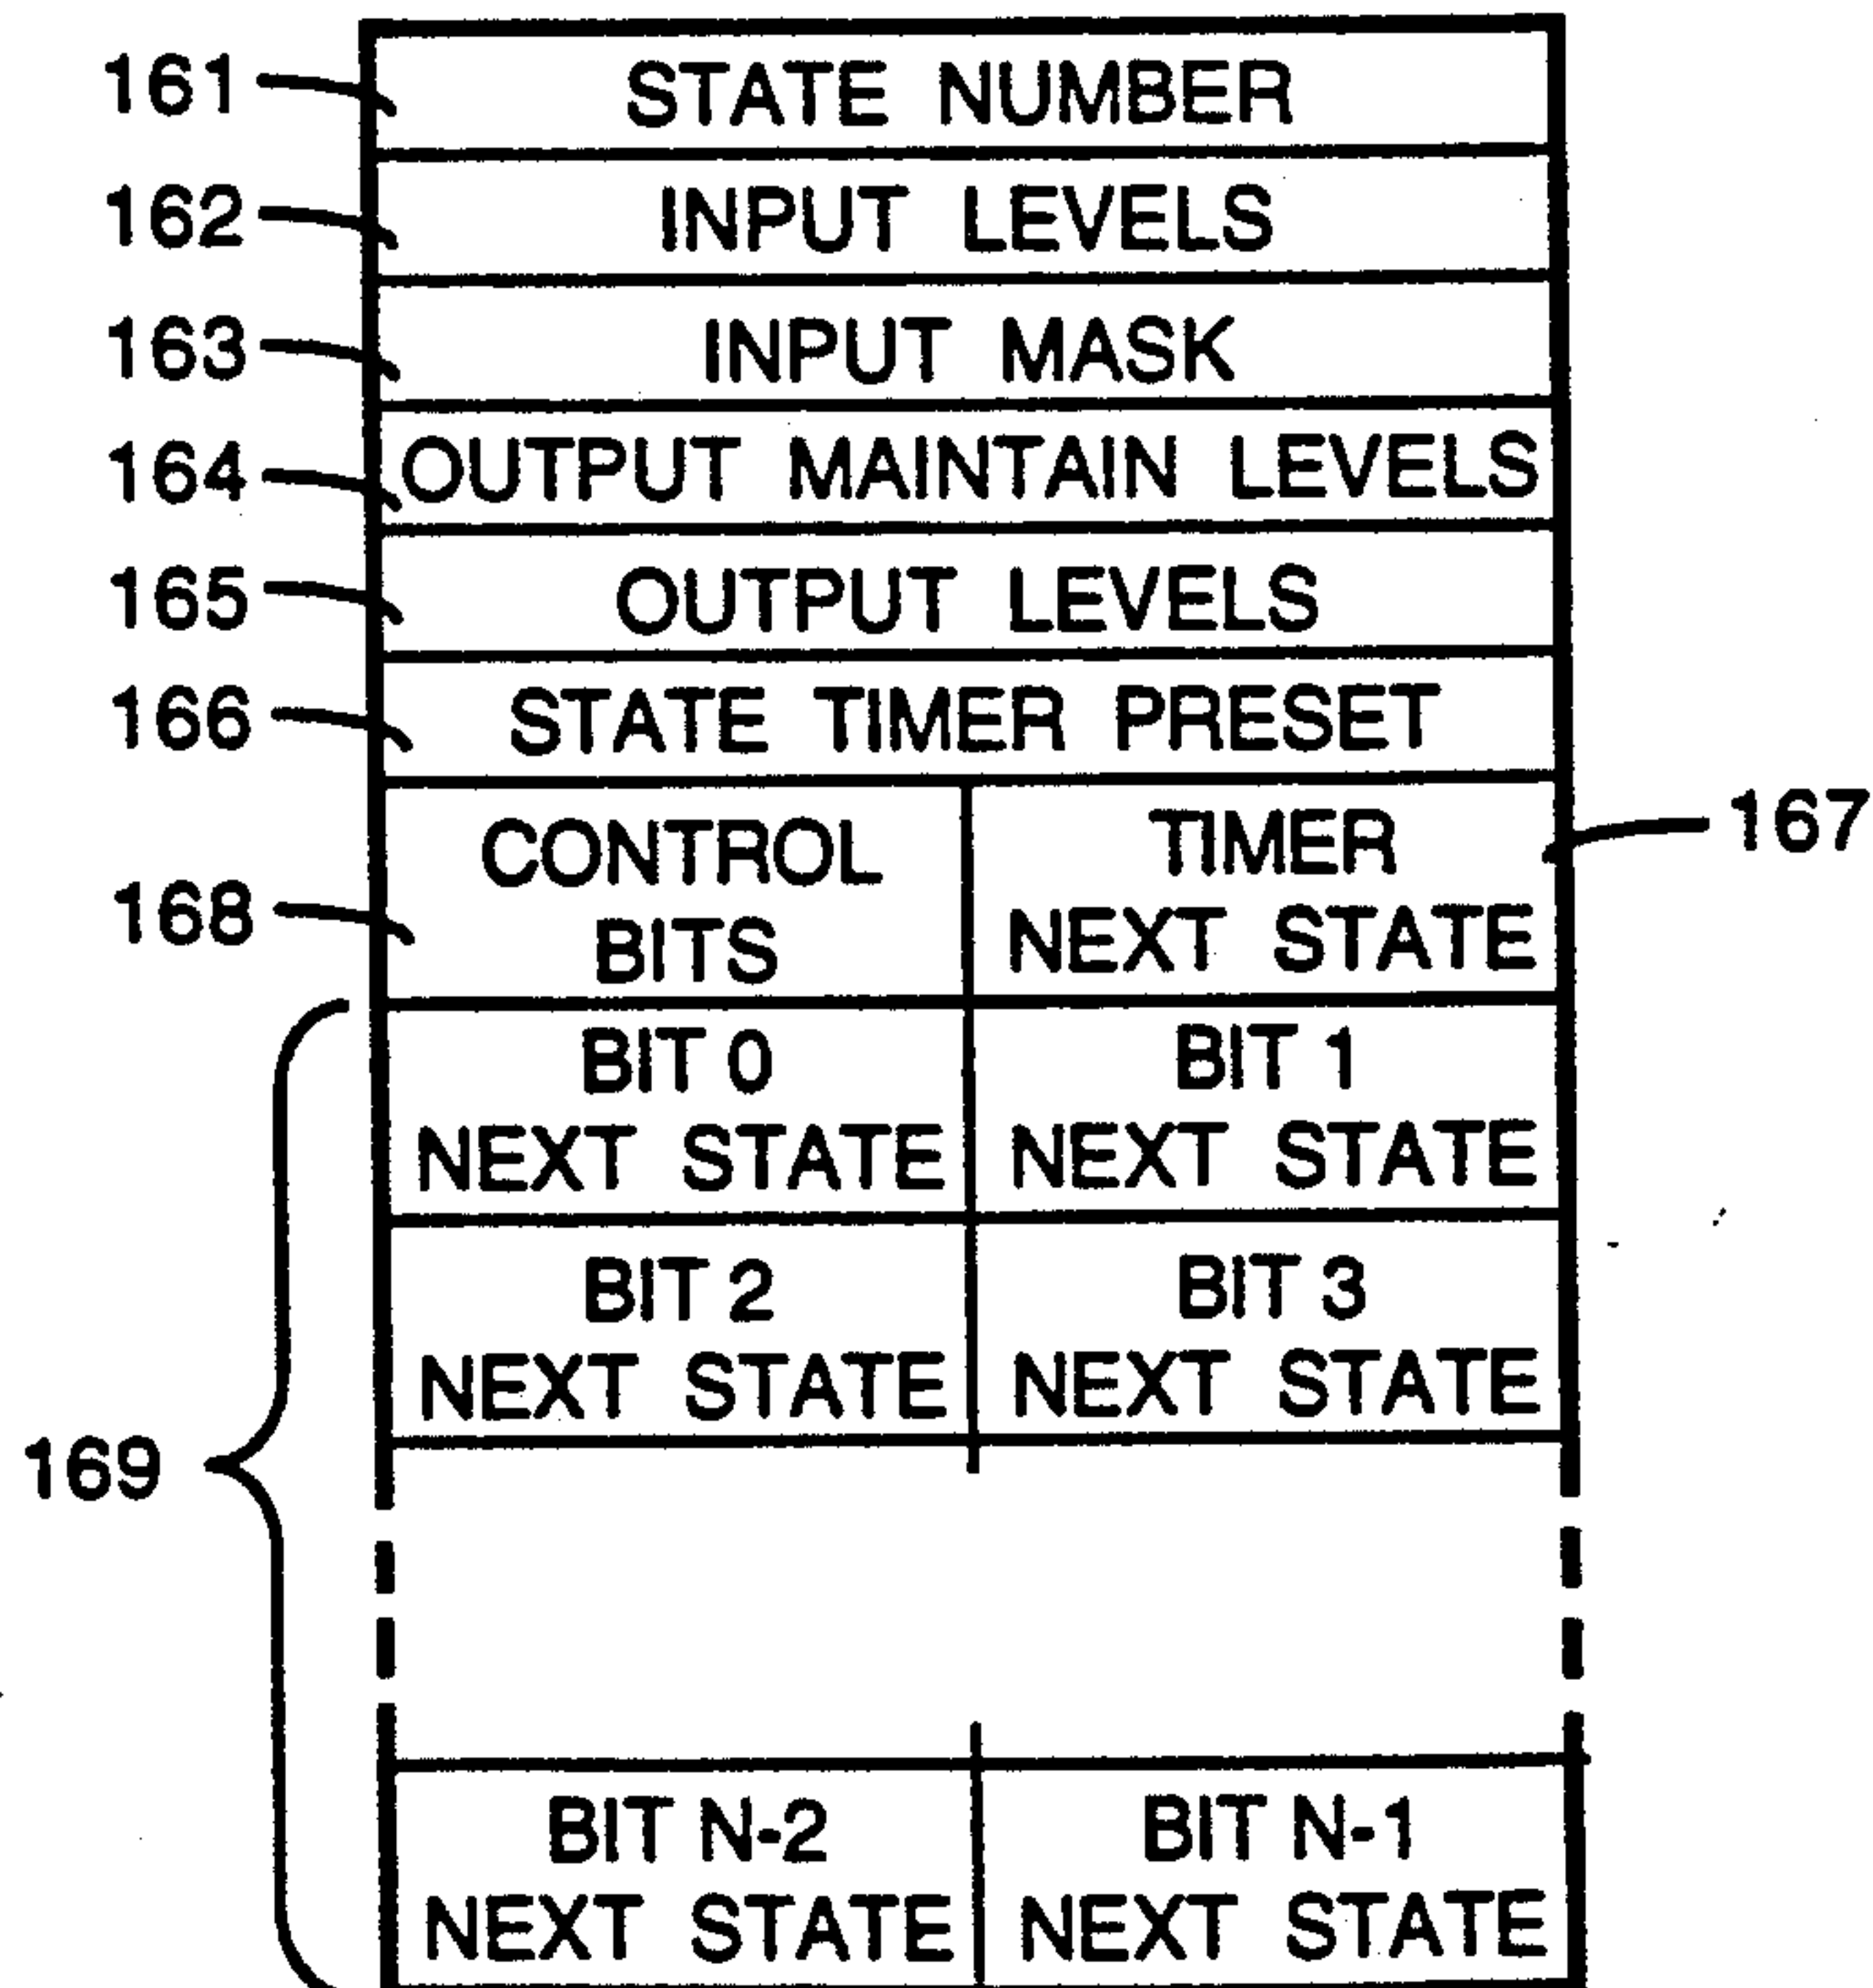 161 STATE NUMBER
162 INPUT LEVELS
163 INPUT MASK
164 OUTPUT MAINTAIN LEVELS
165 OUTPUT LEVELS
166 STATE TIMER PRESET
CONTROL TIMER 167
168 BITS NEXT STATE
BIT 0 BIT 1
NEXT STATE NEXT STATE
BIT 2 BIT 3
NEXT STATE NEXT STATE
169
BIT N-2 BIT N-1
NEXT STATE NEXT STATE